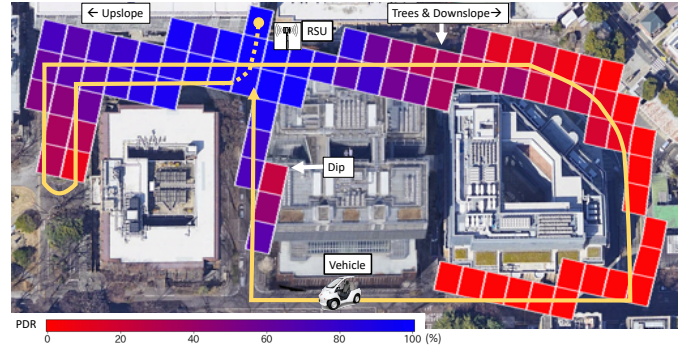 ← Upslope
RSU
Trees & Downslope→
Dip
Vehicle
PDR
0 20 40 60 80 100 (%)